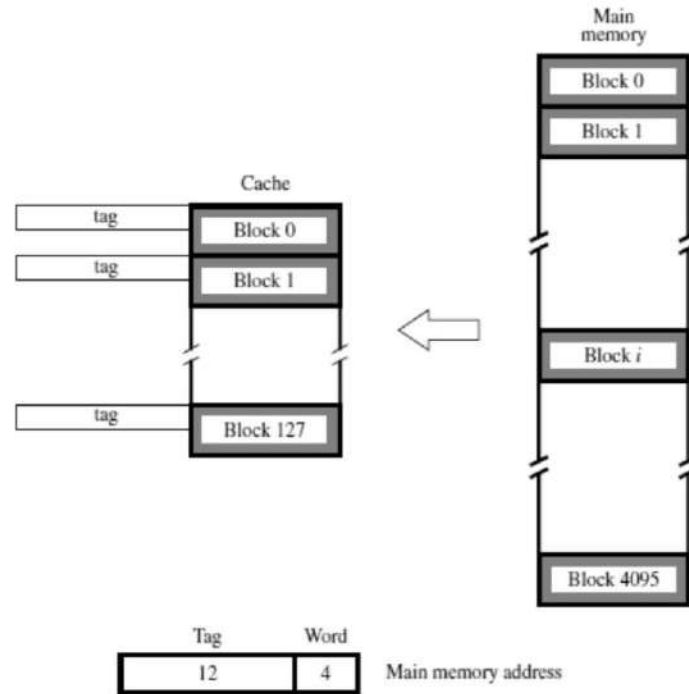 Main
memory
Block 0
Block 1
Cache
tag
Block 0
tag
Block 1
Block i
tag
Block 127
Block 4095
Tag Word
12 4 Main memory address